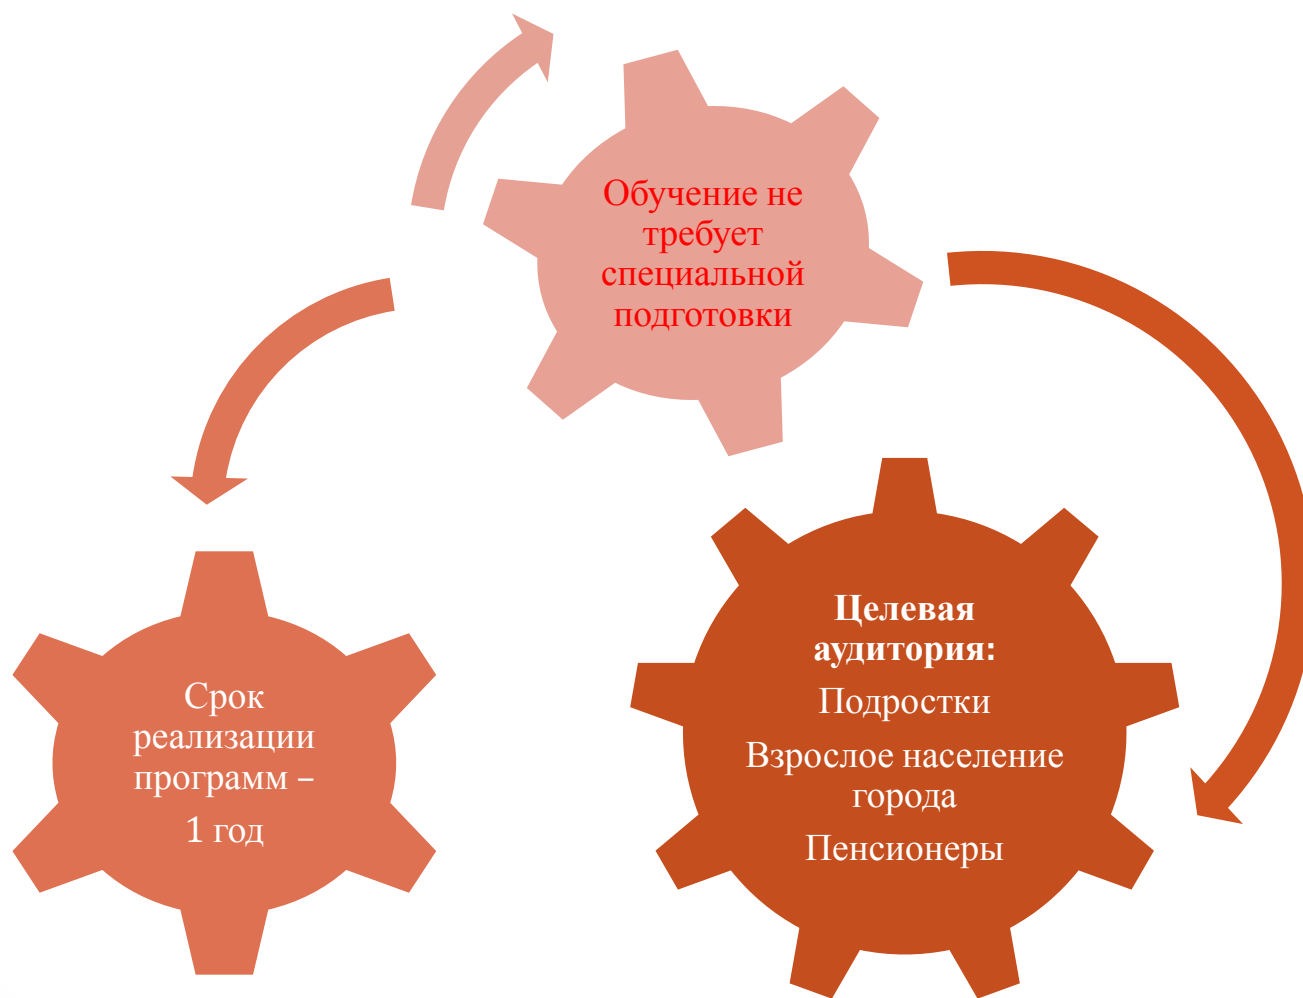 Обучение не
требует
специальной
подготовки
Срок
реализации
программ –
1 год
Целевая
аудитория:
Подростки
Взрослое население
города
Пенсионеры